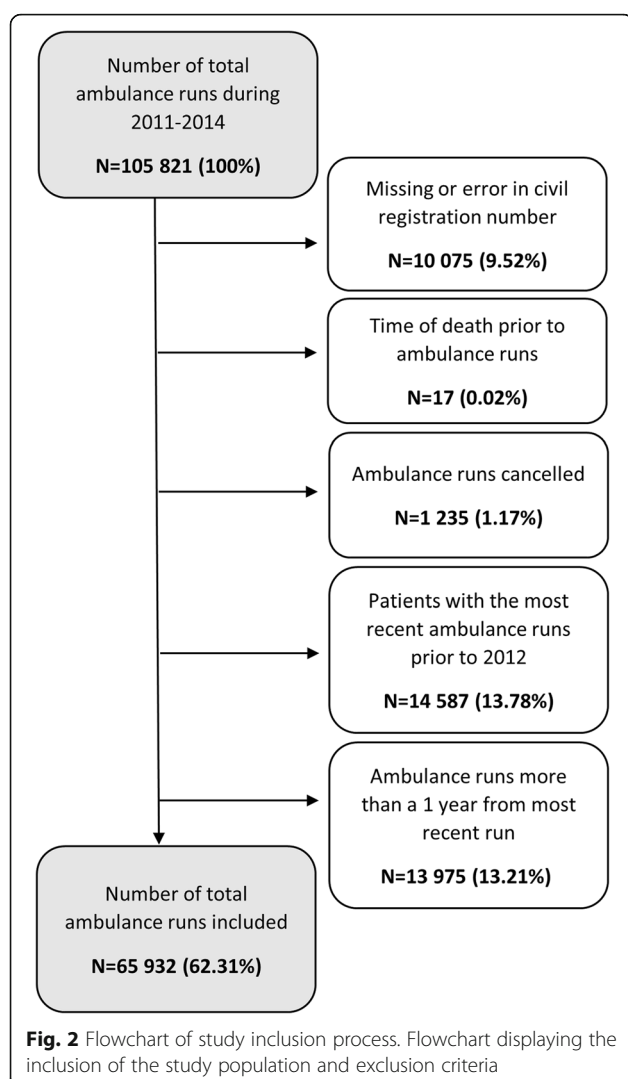 Number of total
ambulance runs during
2011-2014
N=105 821 (100%)
Missing or error in civil
registration number
N=10 075 (9.52%)
Time of death prior to
ambulance runs
N=17 (0.02%)
Ambulance runs cancelled
N=1 235 (1.17%)
Patients with the most
recent ambulance runs
prior to 2012
N=14 587 (13.78%)
Ambulance runs more
than a 1 year from most
recent run
N=13 975 (13.21%)
Number of total
ambulance runs included
N=65 932 (62.31%)
Fig. 2 Flowchart of study inclusion process. Flowchart displaying the
inclusion of the study population and exclusion criteria